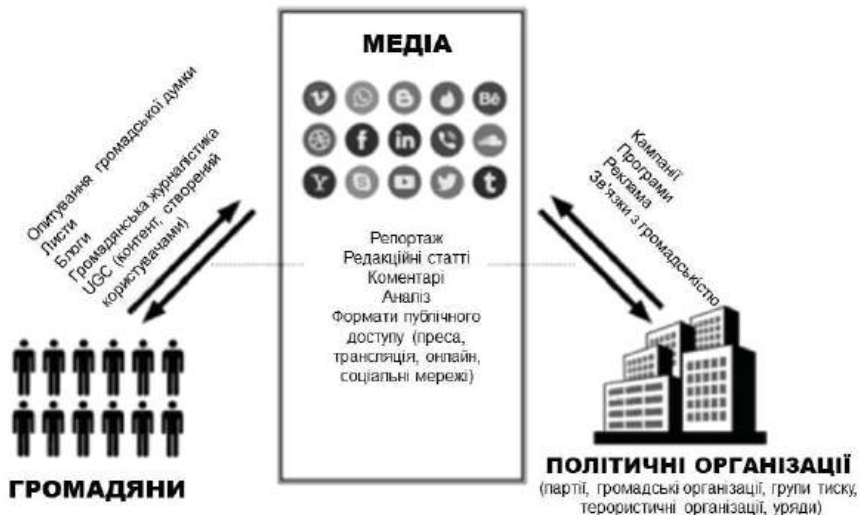 МЕДІА
Bē
Опитування громадської думки
Листи
Блоги
Громадянська журналістика
UGC (контент, створений
користувачами)
Репортаж
Редакційні статті
Коментарі
Аналіз
Формати публічного
доступу (преса,
трансляція, онлайн,
соціальні мережі)
Кампанії
Програми
Реклама
Зв'язки з громадськістю
ГРОМАДЯНИ
ПОЛІТИЧНІ ОРГАНІЗАЦІЇ
(партії, громадські організації, групи тиску,
терористичні організації, уряди)